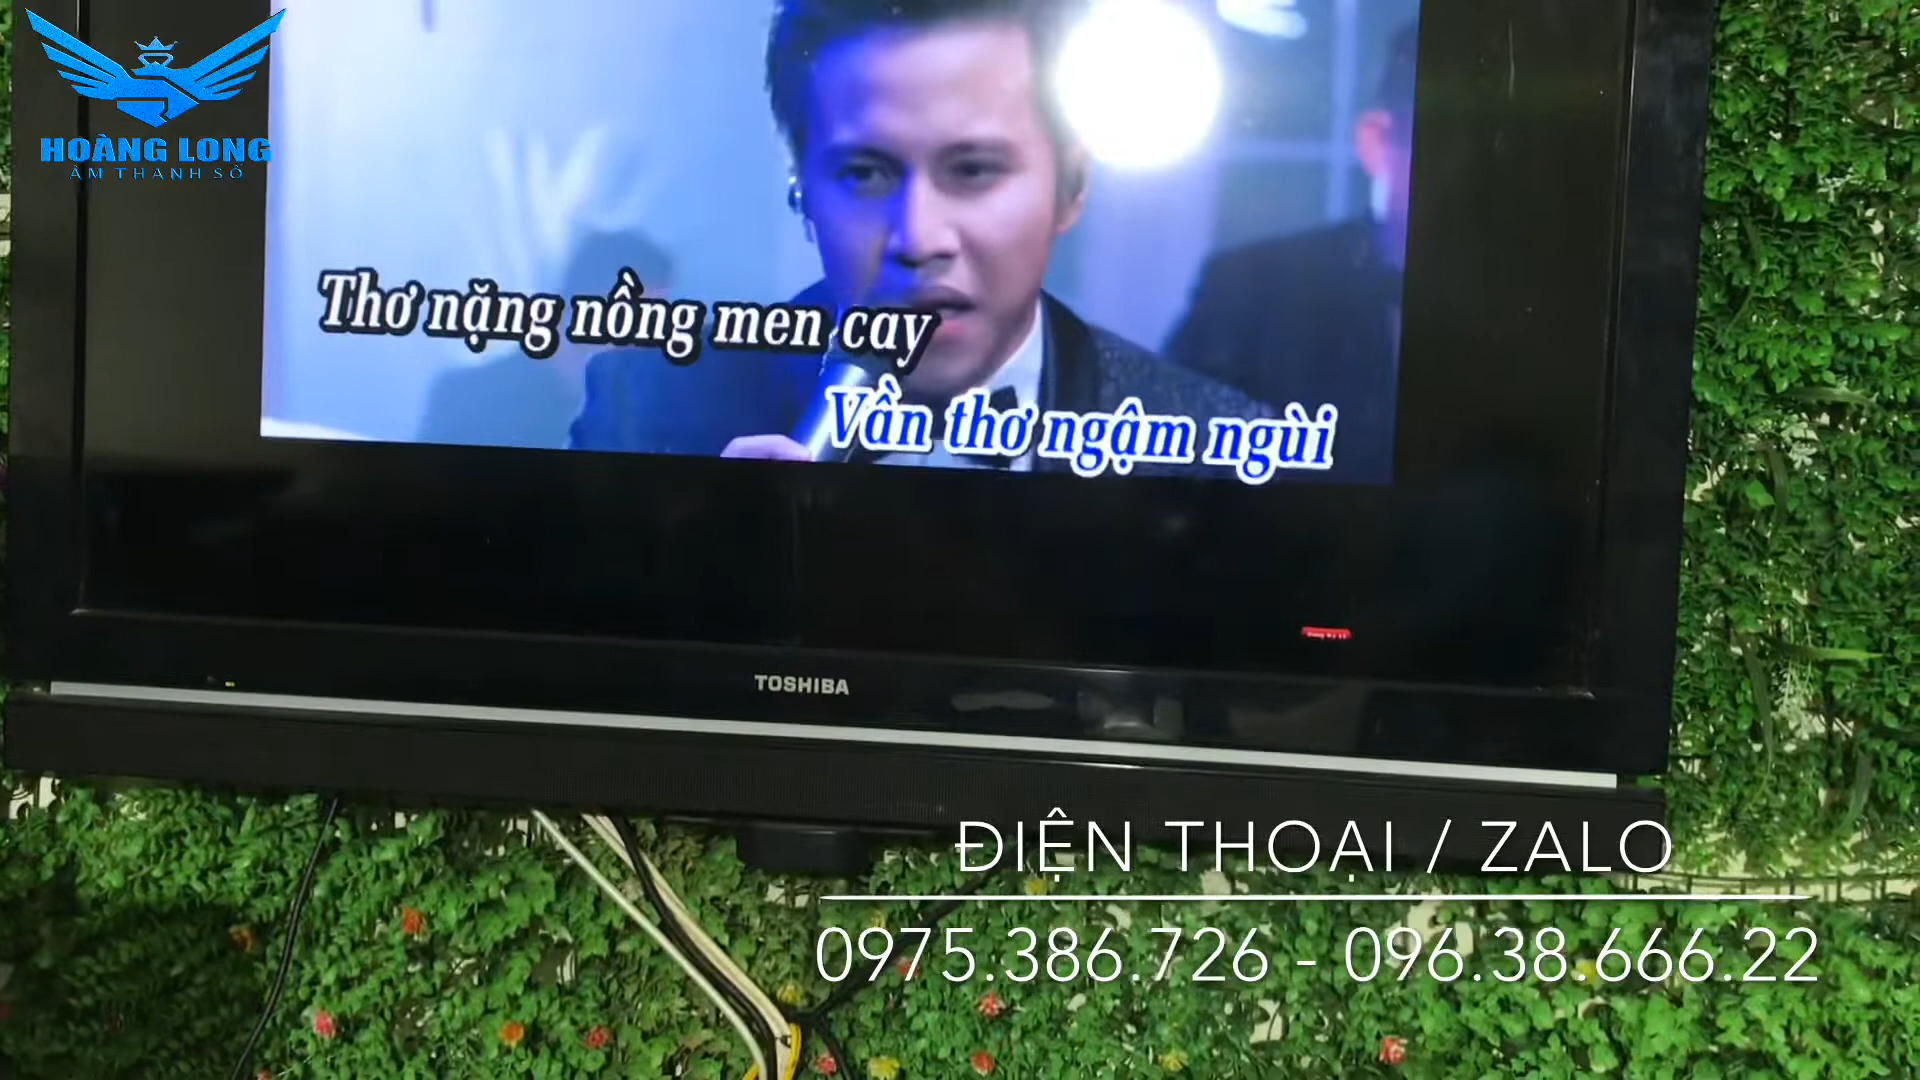 HOÀNG LONG
ÂM THANH SỐ
Thơ nặng nồng men cay
Vần thơ ngậm ngùi
TOSHIBA
ĐIỆN THOẠI / ZALO
0975.386.726 - 096.38.666.22